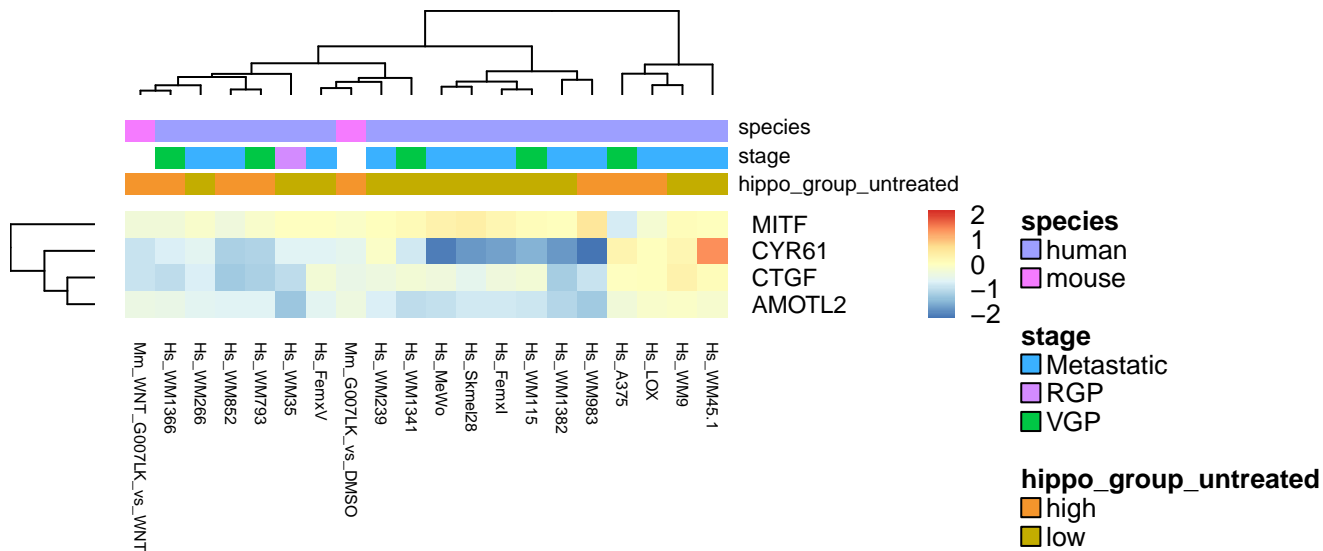 species
stage
hippo_group_untreated
MITF
CYR61
CTGF
AMOTL2
2
1
0
−1
−2
Mm_WNT_G007LK_vs_WNT
Hs_WM1366
Hs_WM266
Hs_WM852
Hs_WM793
Hs_WM35
Hs_FemxV
Mm_G007LK_vs_DMSO
Hs_WM239
Hs_WM1341
Hs_MeWo
Hs_Skmel28
Hs_FemxI
Hs_WM115
Hs_WM1382
Hs_WM983
Hs_A375
Hs_LOX
Hs_WM9
Hs_WM45.1
species
human
mouse
stage
Metastatic
RGP
VGP
hippo_group_untreated
high
low